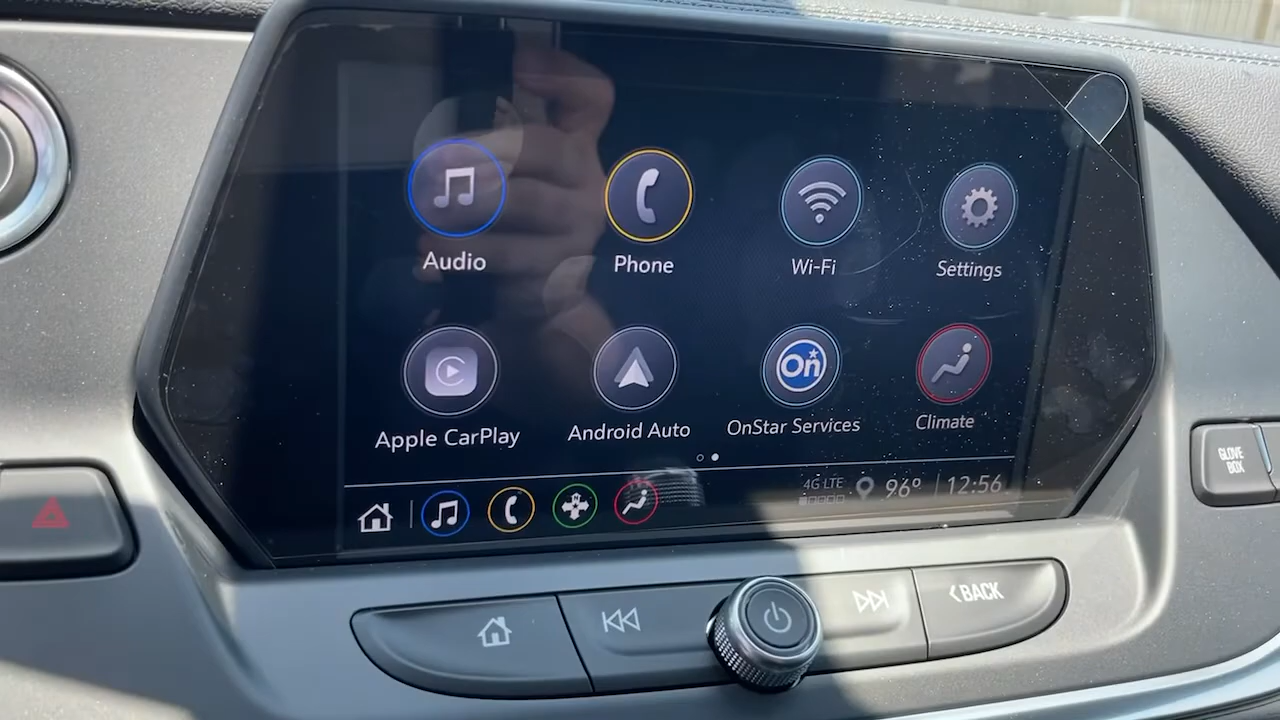 Audio
Phone
Wi-Fi
Settings
On
Apple CarPlay
Android Auto
OnStar Services
Climate
4G LTE
96°
12:56
GLOVE
BOX
<BACK